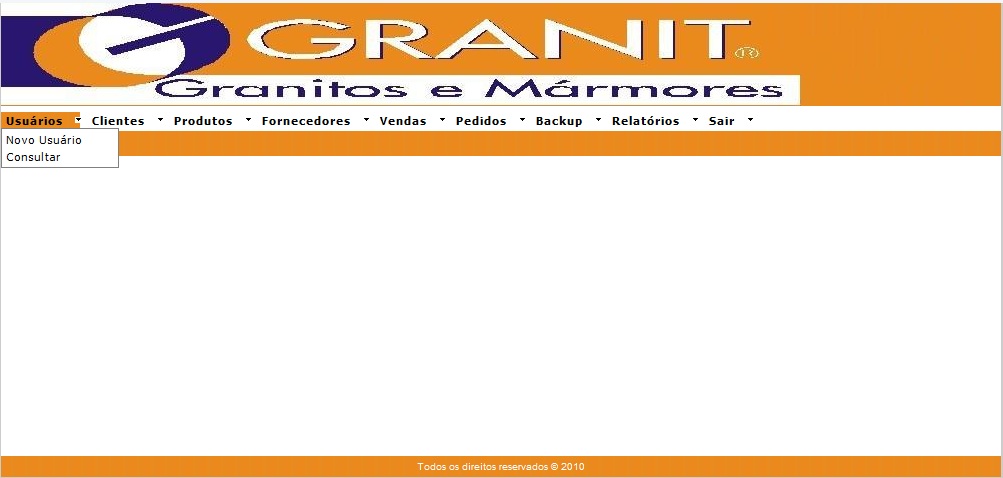 GRANIT®
Granitos e Mármores
Usuários Clientes Produtos Fornecedores Vendas Pedidos Backup Relatórios Sair
Novo Usuário
Consultar
Todos os direitos reservados © 2010